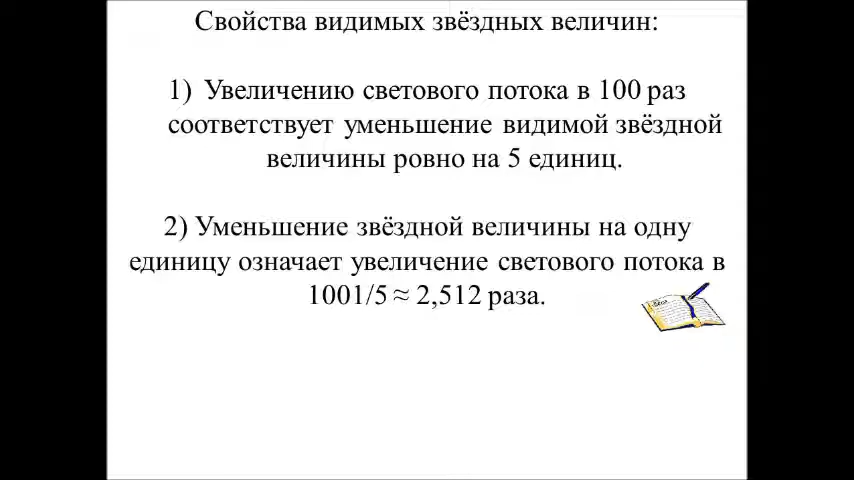 Свойства видимых звёздных величин:
1) Увеличению светового потока в 100 раз
соответствует уменьшение видимой звёздной
величины ровно на 5 единиц.
2) Уменьшение звёздной величины на одну
единицу означает увеличение светового потока в
1001/5 ≈ 2,512 раза.